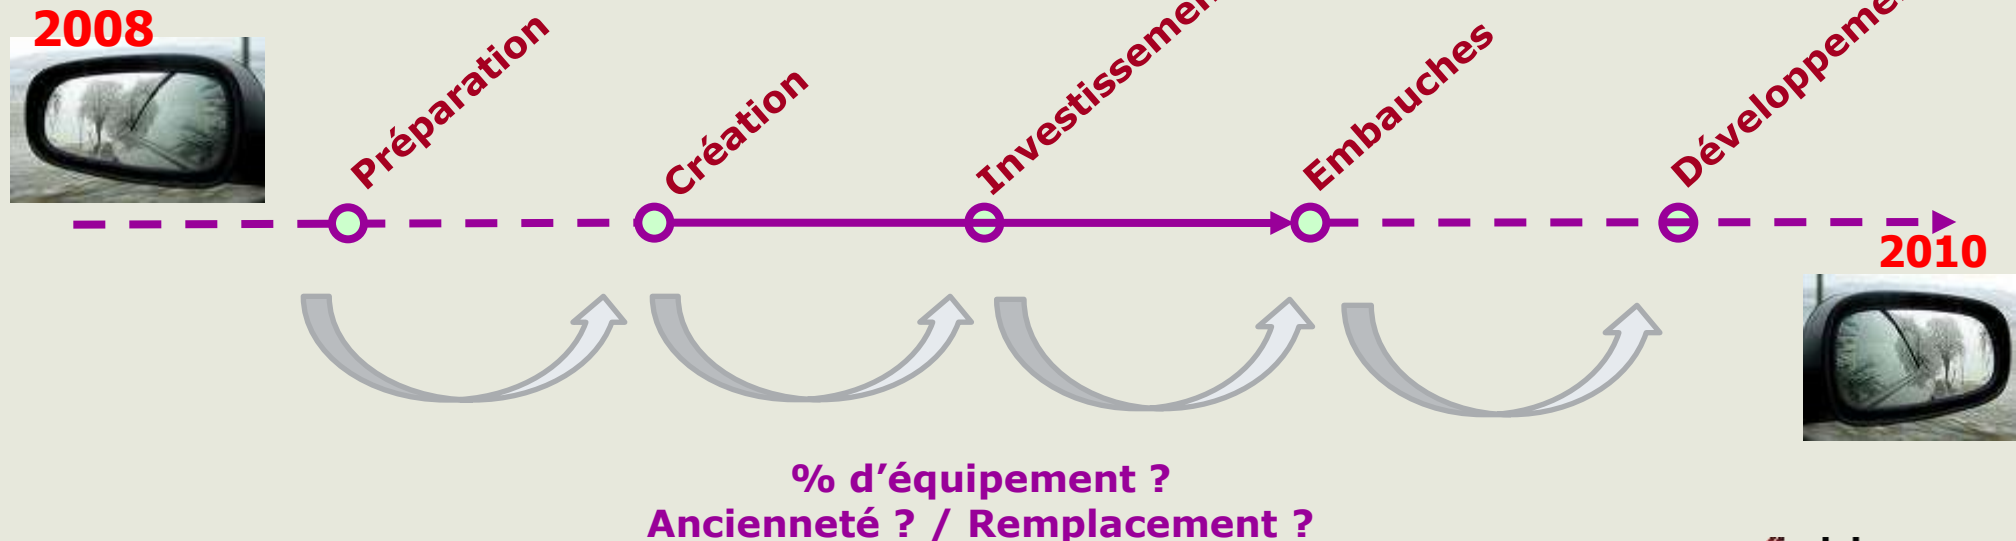 2008
Préparation
Création
Embauches
2010
% d’équipement ?
Ancienneté ? / Remplacement ?